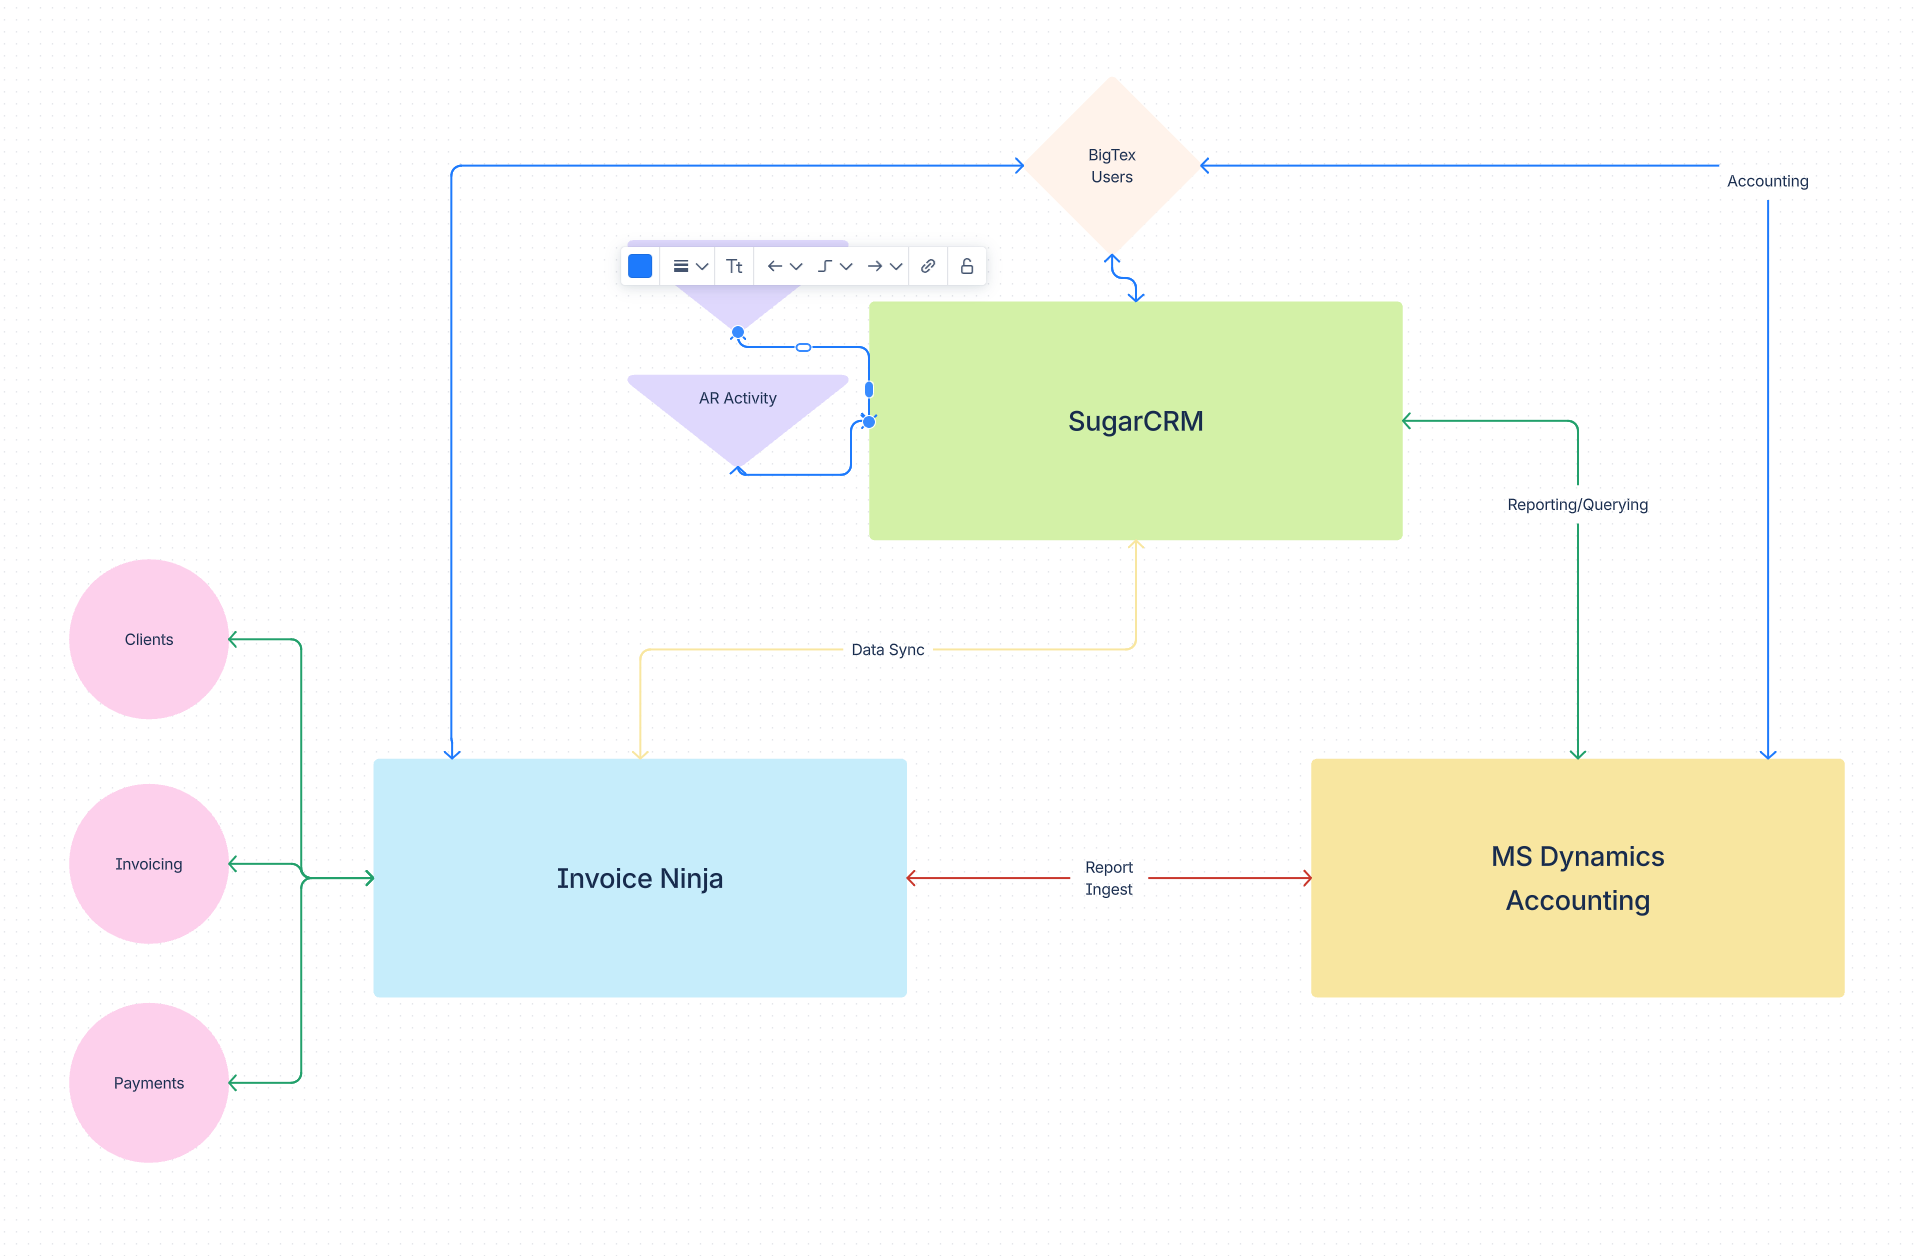 BigTex
Users
Accounting
Tt
AR Activity
SugarCRM
Reporting/Querying
Clients
Data Sync
Invoicing
Invoice Ninja
Report
Ingest
MS Dynamics
Accounting
Payments